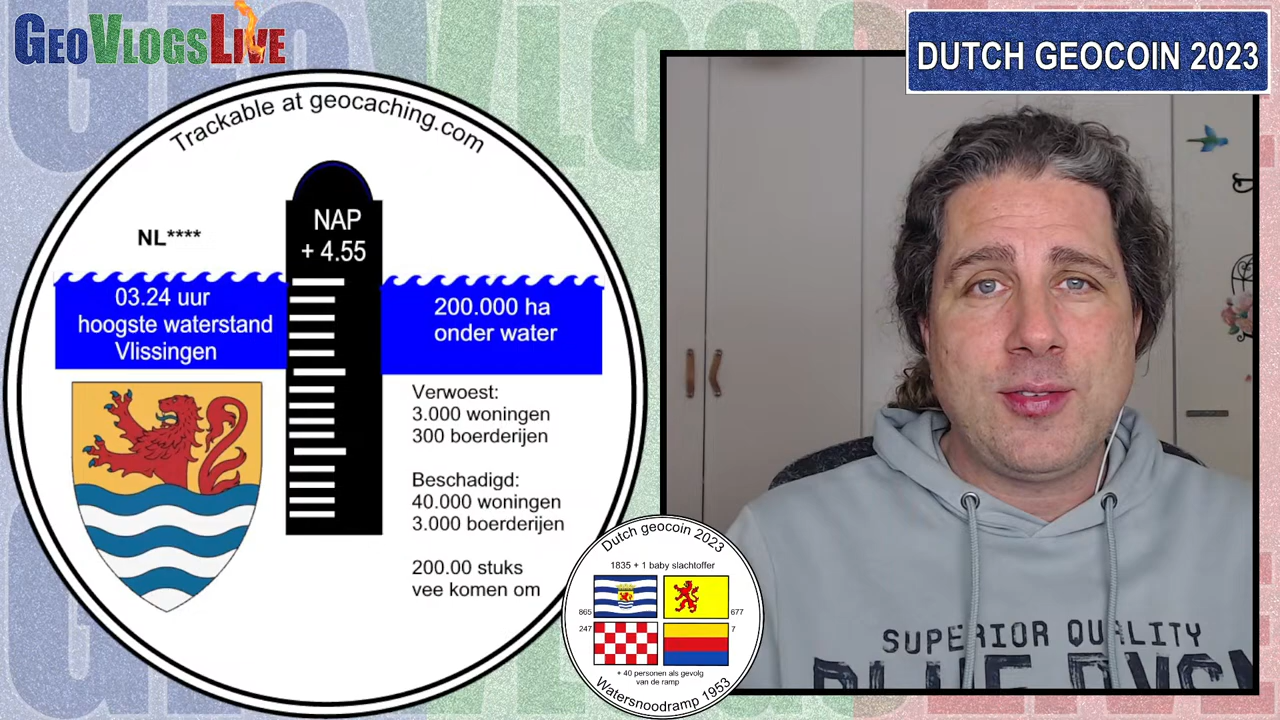 GEOVLOGSLIVE
DUTCH GEOCOIN 2023
Trackable at geocaching.com
NAP
+ 4.55
NL****
03.24 uur
hoogste waterstand
Vlissingen
200.000 ha
onder water
Verwoest:
3.000 woningen
300 boerderijen
Beschadigd:
40.000 woningen
3.000 boerderijen
200.00 stuks
vee komen om
Dutch geocoin 2023
1835 + 1 baby slachtoffer
865
677
247
7
+ 40 personen als gevolg
van de ramp
Watersnoodramp 1953
SUPERIOR QUALITY